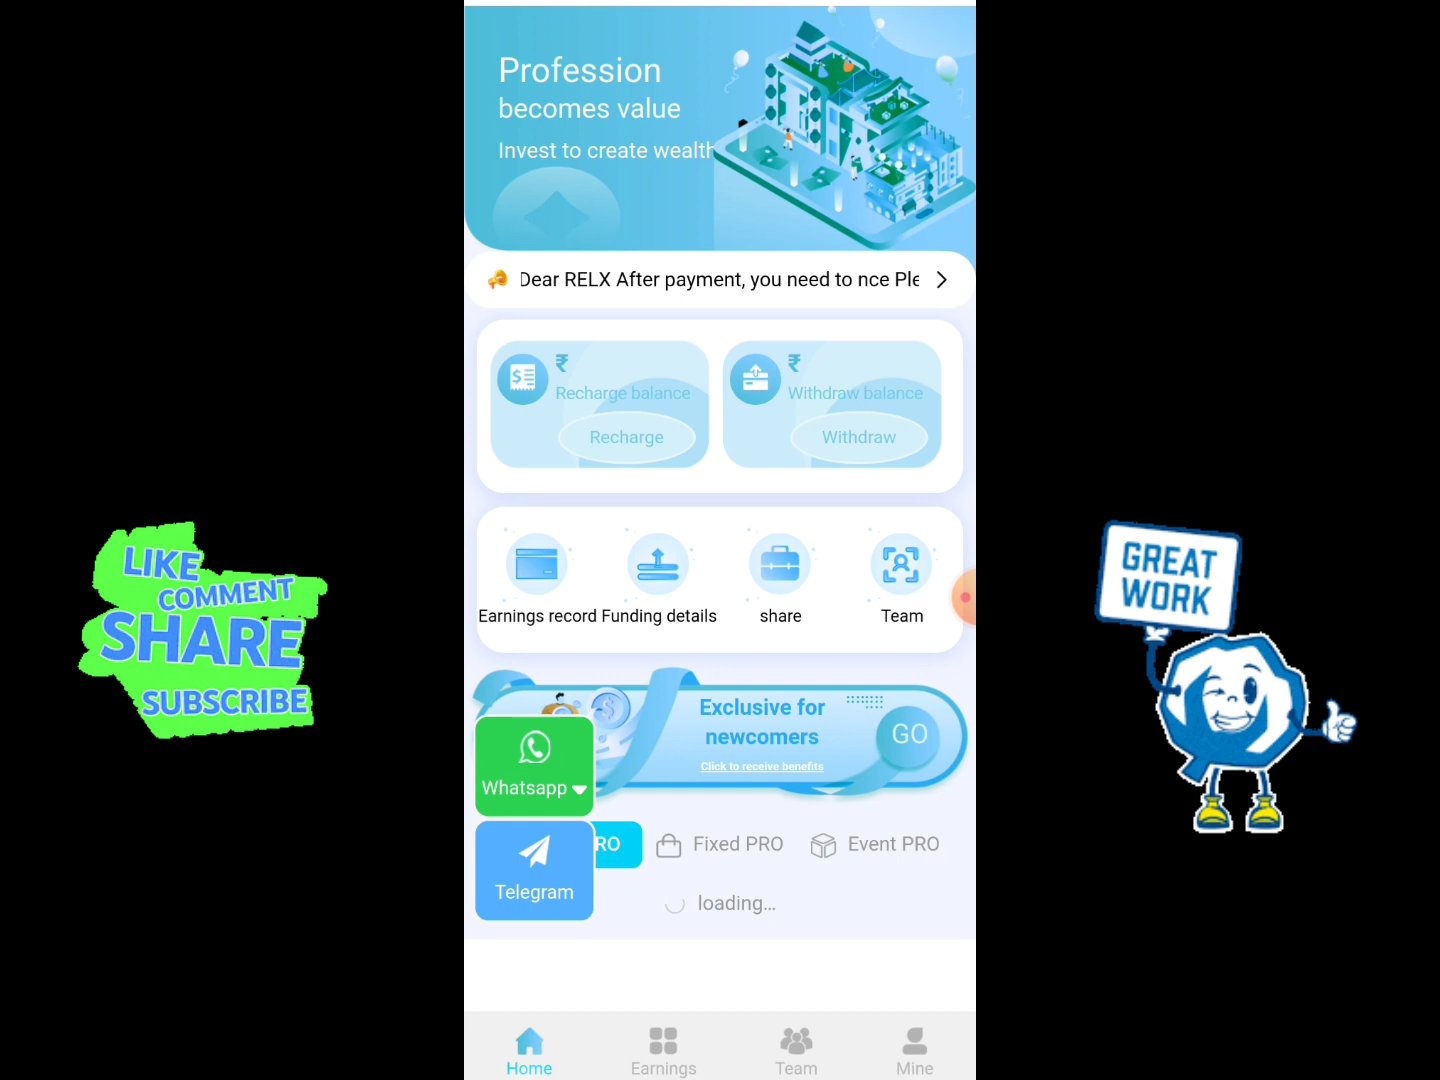 Profession
becomes value
Invest to create wealth
Dear RELX After payment, you need to nce Ple
₹
Recharge balance
Recharge
₹
Withdraw balance
Withdraw
Earnings record
Funding details
share
Team
LIKE
COMMENT
SHARE
SUBSCRIBE
GREAT
WORK
Exclusive for
newcomers
Click to receive benefits
GO
Whatsapp
RO
Fixed PRO
Event PRO
Telegram
loading...
Home
Earnings
Team
Mine